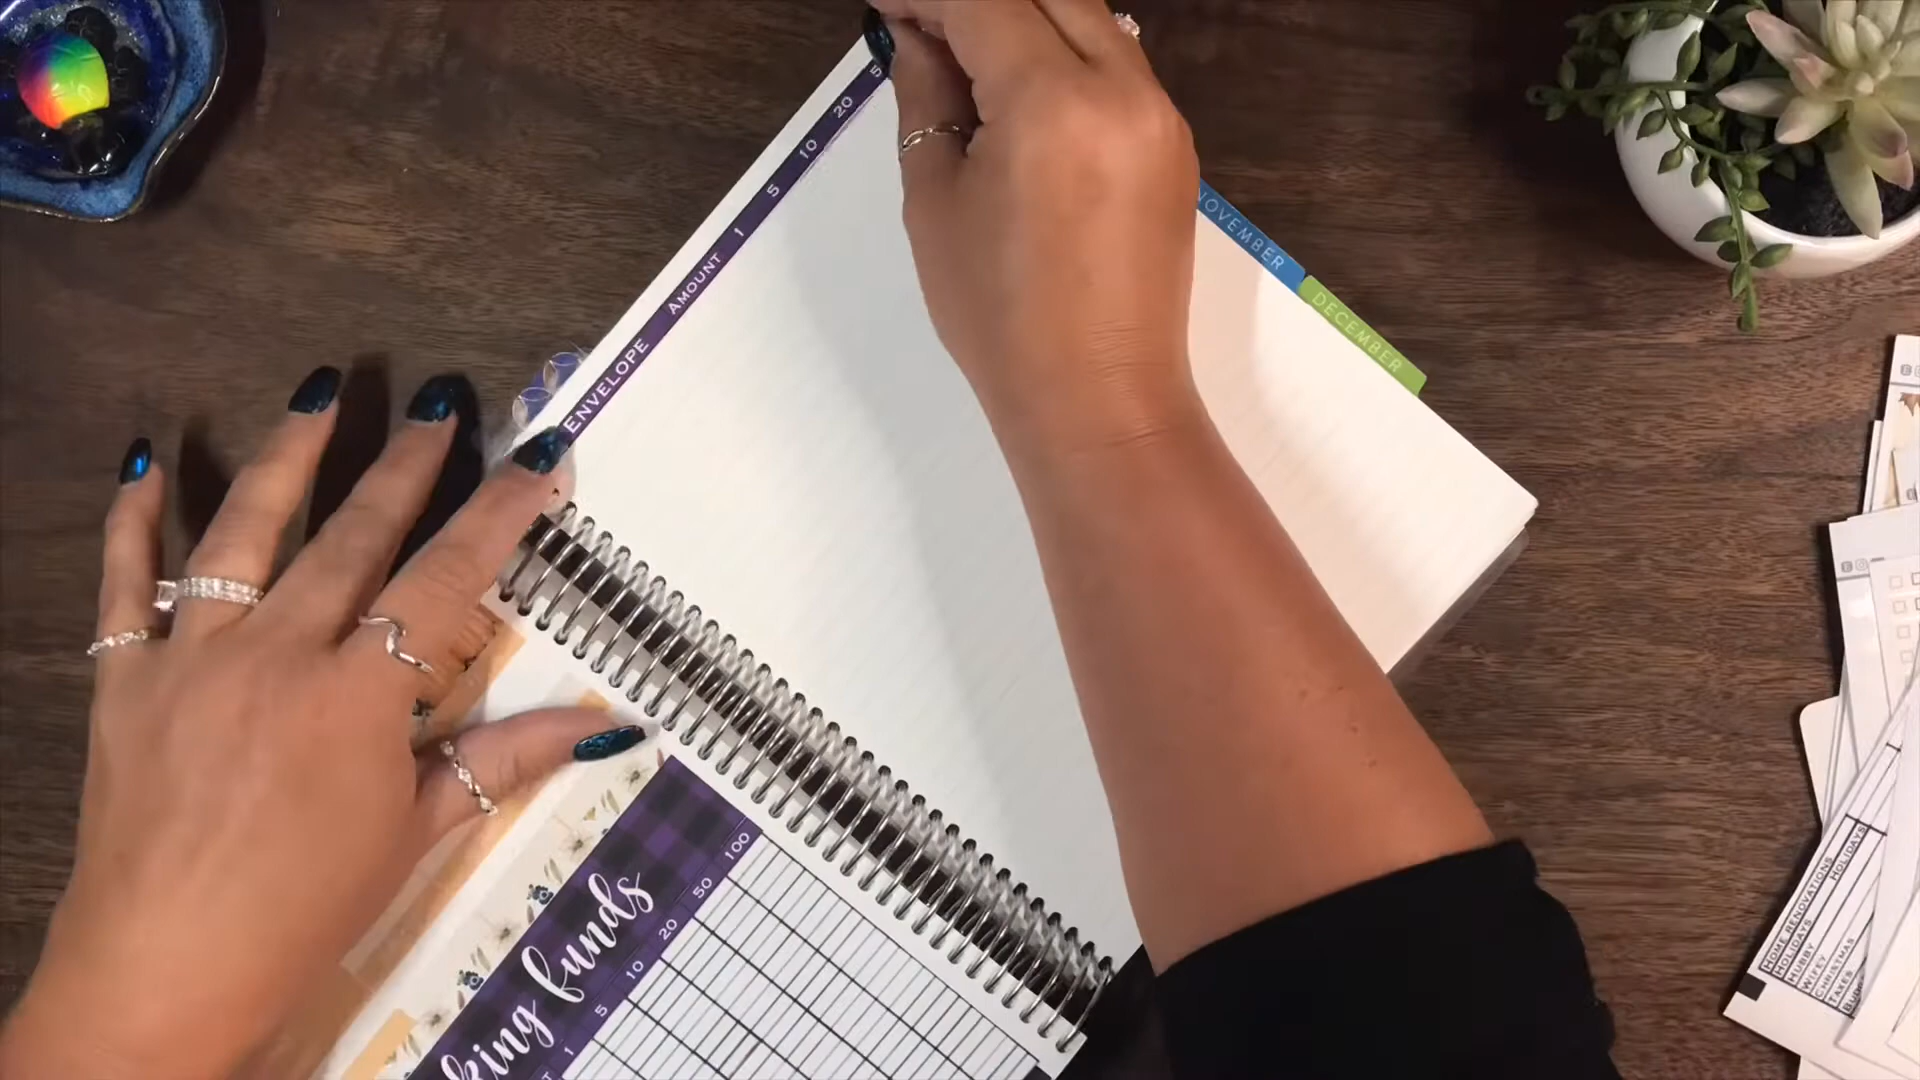 ENVELOPE AMOUNT 1 5 10 20 5
NOVEMBER
DECEMBER
king funds
1 5 10 20 50 100
HOME RENOVATIONS
HOLIDAYS
HOLIDAYS
HUBBY
WIFEY
CHRISTMAS
TAXES